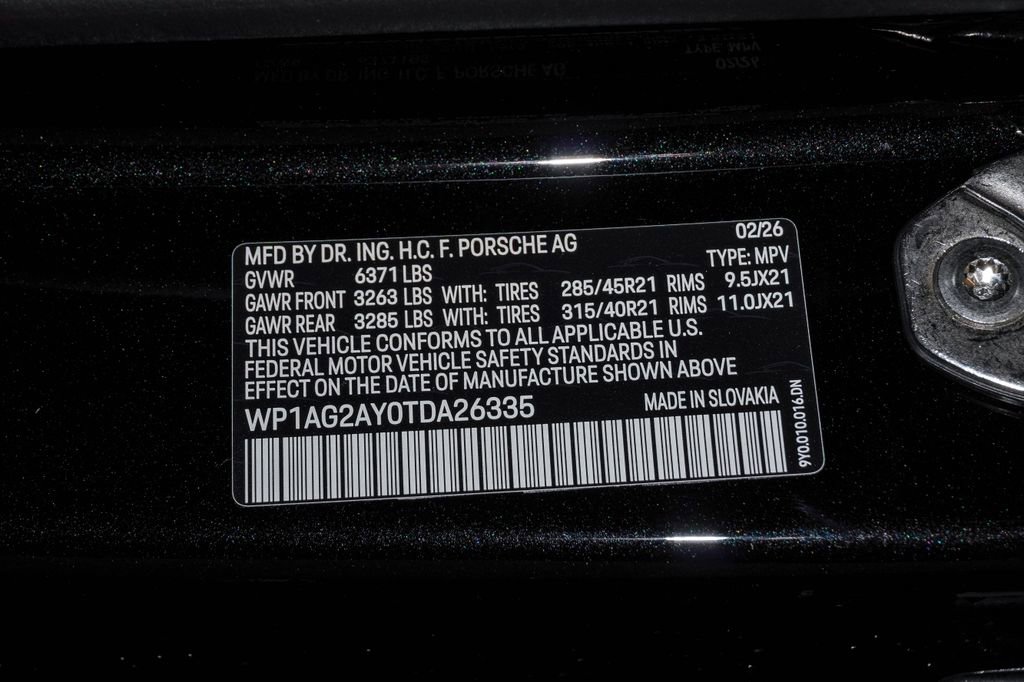 MFD BY DR. ING. H.C. F. PORSCHE AG 02/26
GVWR 6371 LBS TYPE: MPV
GAWR FRONT 3263 LBS WITH: TIRES 285/45R21 RIMS 9.5JX21
GAWR REAR 3285 LBS WITH: TIRES 315/40R21 RIMS 11.0JX21
THIS VEHICLE CONFORMS TO ALL APPLICABLE U.S.
FEDERAL MOTOR VEHICLE SAFETY STANDARDS IN
EFFECT ON THE DATE OF MANUFACTURE SHOWN ABOVE
WP1AG2AY0TDA26335 MADE IN SLOVAKIA
9Y0.010.016.DN